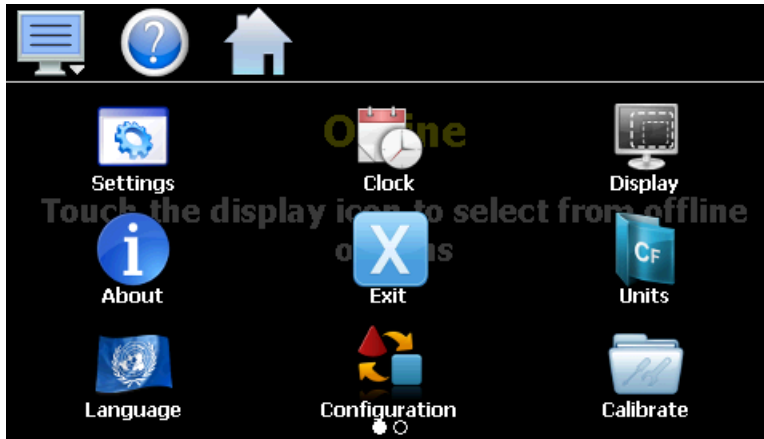 Settings Clock Display
Touch the display icon to select from offline
X
CF
About Exit Units
Language Configuration Calibrate